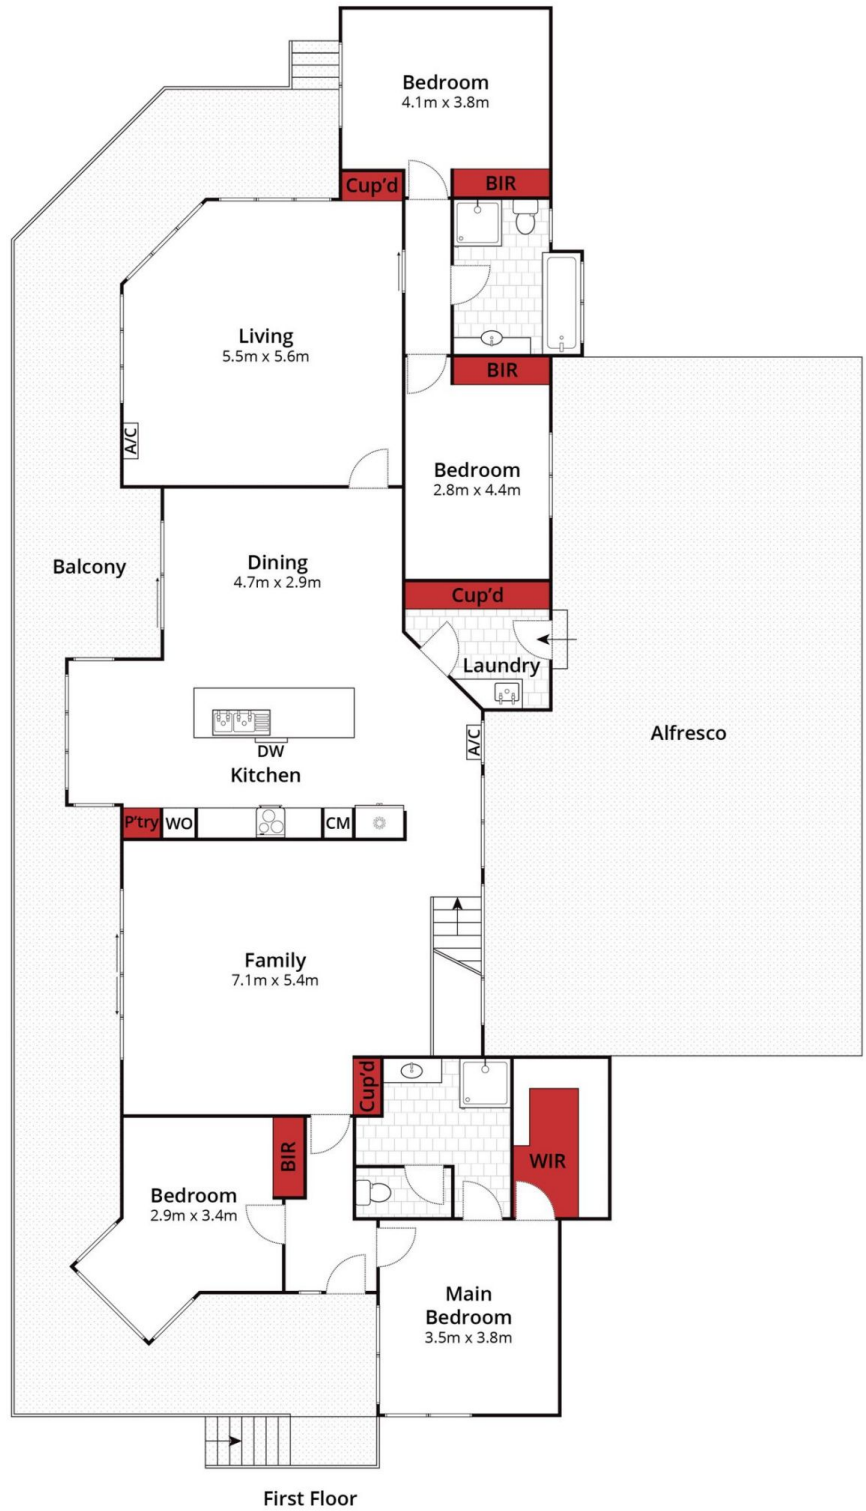 Bedroom
4.1m x 3.8m
Cup'd
BIR
Living
5.5m x 5.6m
BIR
A/C
Bedroom
2.8m x 4.4m
Balcony
Dining
4.7m x 2.9m
Cup'd
Laundry
Alfresco
A/C
DW
Kitchen
P'try
WO
CM
Family
7.1m x 5.4m
Cup'd
BIR
WIR
Bedroom
2.9m x 3.4m
Main
Bedroom
3.5m x 3.8m
First Floor